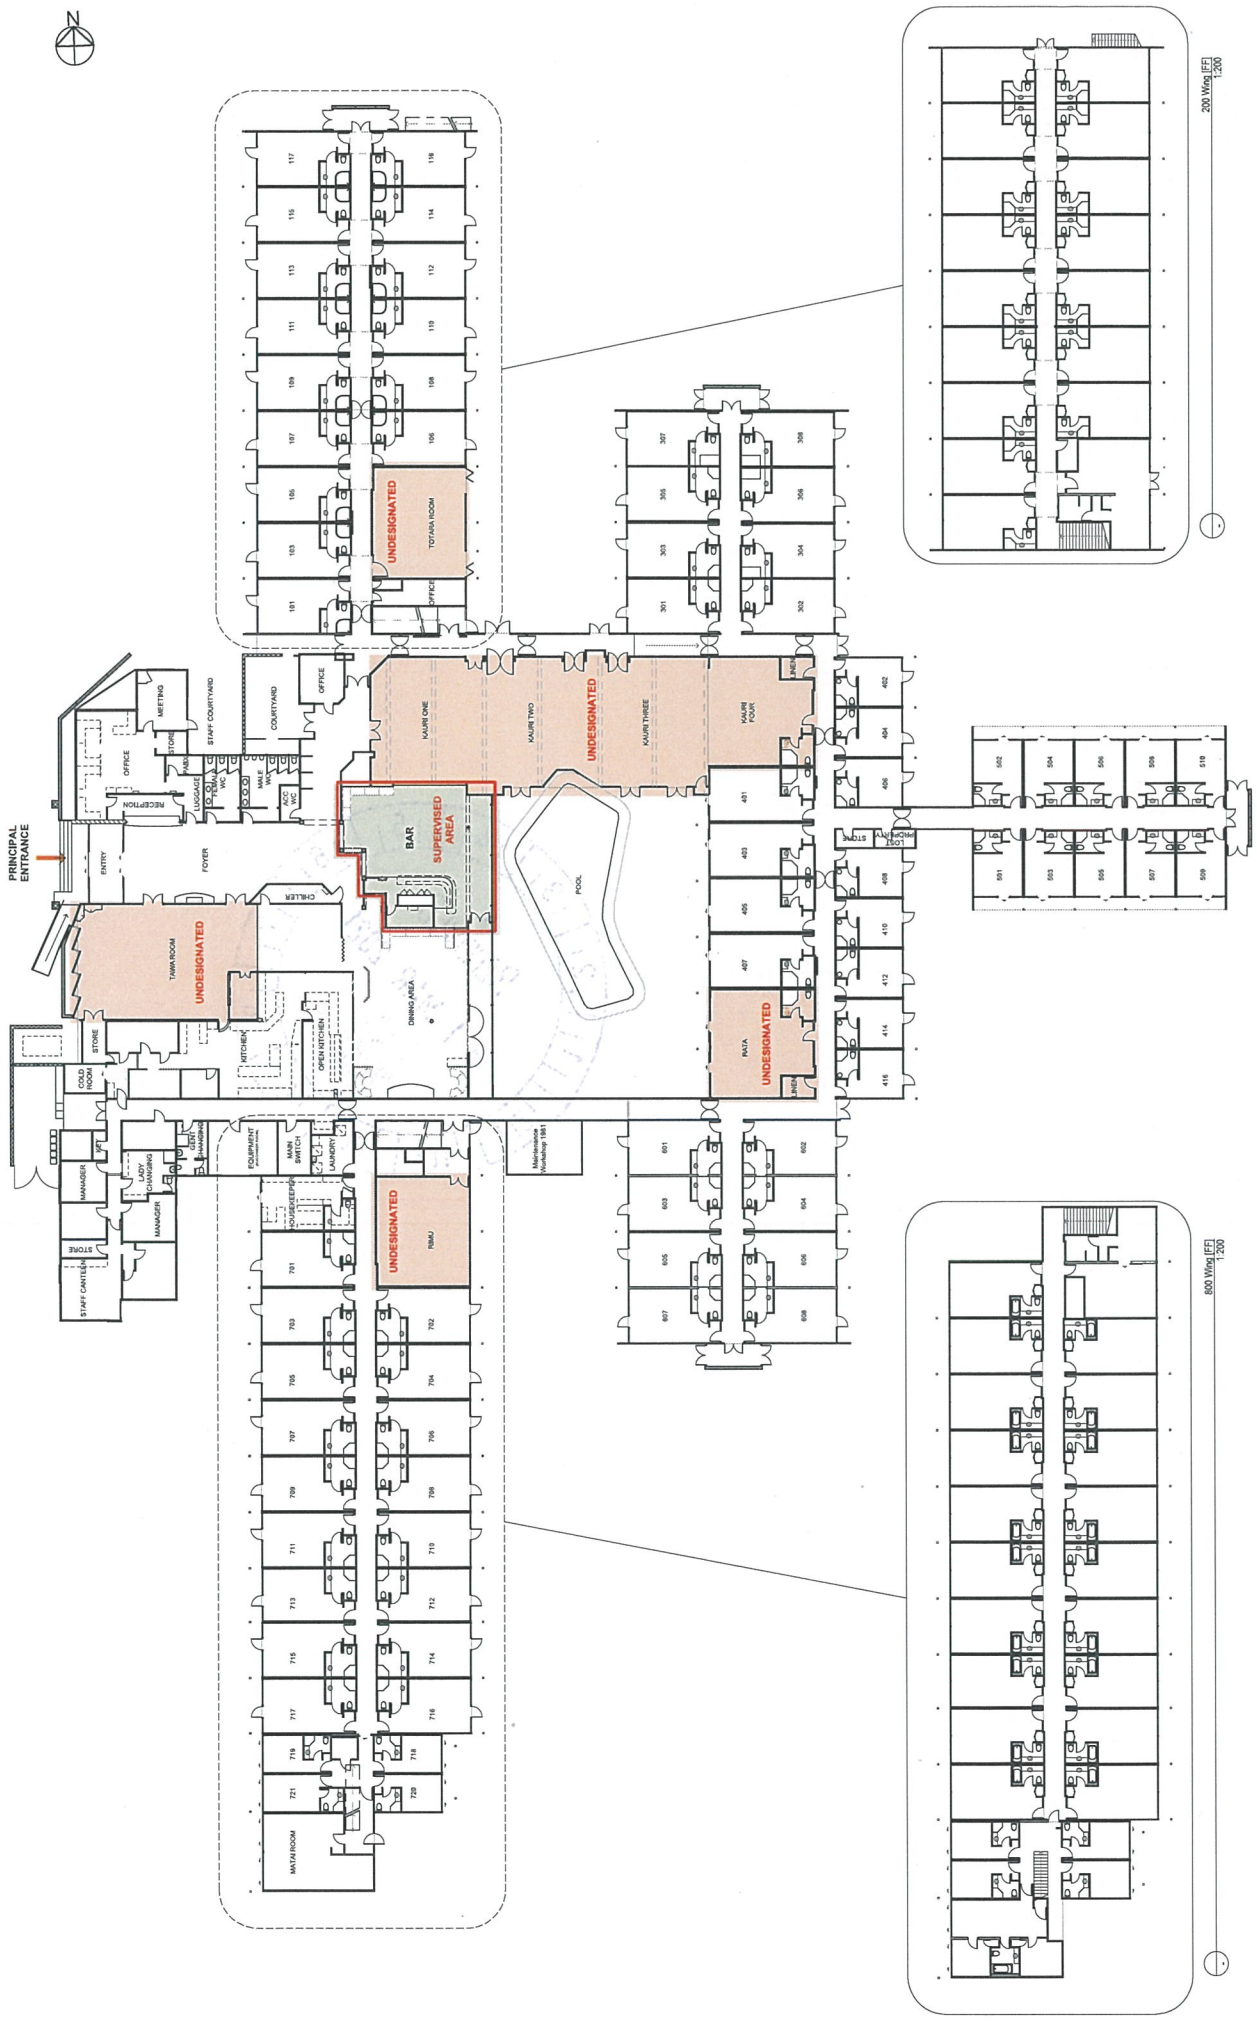 N
PRINCIPAL
ENTRANCE
200 Wing [FF]
1:200
117
115
113
111
109
107
105
103
101
116
114
112
110
108
106
UNDESIGNATED
TOTARA ROOM
OFFICE
307
305
303
301
308
306
304
302
MEETING
STORE
OFFICE
PABX
RECEPTION
STAFF COURTYARD
COURTYARD
OFFICE
LUGGAGE
FEMALE
WC
MALE
WC
ACC
WC
ENTRY
FOYER
CHILLER
KAURI ONE
KAURI TWO
UNDESIGNATED
KAURI THREE
KAURI
FOUR
LINEN
BAR
SUPERVISED
AREA
POOL
TAWA ROOM
UNDESIGNATED
STORE
COLD
ROOM
KITCHEN
OPEN KITCHEN
DINING AREA
401
403
405
407
RATA
UNDESIGNATED
LINEN
402
404
406
STORE
LOST
PROPERTY
408
410
412
414
416
502
504
506
508
510
501
503
505
507
509
KEY
MANAGER
LADY
CHANGING
GENT
CHANGING
MANAGER
STORE
STAFF CANTEEN
EQUIPMENT
MAIN
SWITCH
LAUNDRY
HOUSEKEEPER
UNDESIGNATED
RIMU
Maintenance
Workshop 1981
601
603
605
607
602
604
606
608
701
703
705
707
709
711
713
715
717
719
721
702
704
706
708
710
712
714
716
718
720
MATAI ROOM
800 Wing [FF]
1:200